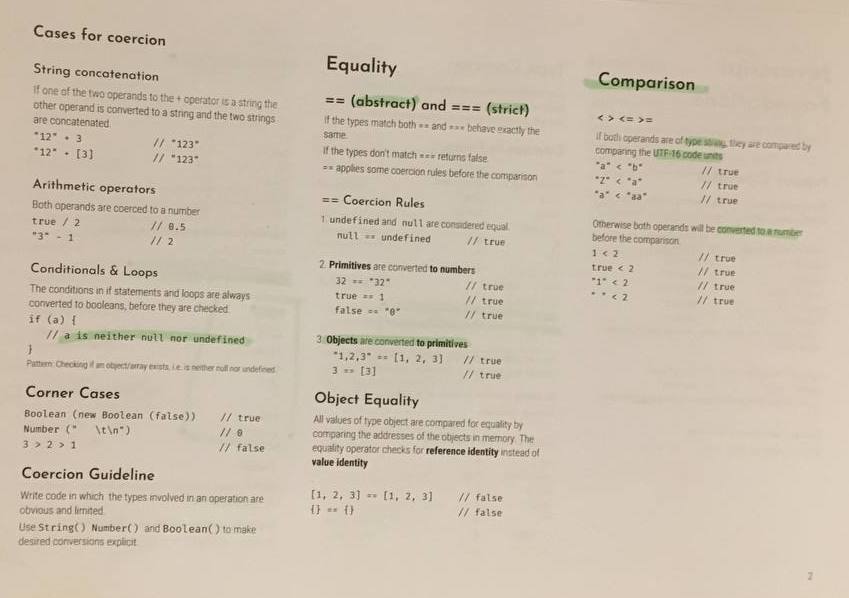 Cases for coercion
String concatenation
If one of the two operands to the + operator is a string the
other operand is converted to a string and the two strings
are concatenated.
"12" + 3 // "123"
"12" + [3] // "123"
Arithmetic operators
Both operands are coerced to a number
true / 2 // 0.5
"3" - 1 // 2
Conditionals & Loops
The conditions in if statements and loops are always
converted to booleans, before they are checked.
if (a) {
// a is neither null nor undefined
}
Pattern: Checking if an object/array exists, i.e. is neither null nor undefined
Corner Cases
Boolean (new Boolean (false)) // true
Number (" \t\n") // 0
3 > 2 > 1 // false
Coercion Guideline
Write code in which the types involved in an operation are
obvious and limited.
Use String() Number() and Boolean() to make
desired conversions explicit.
Equality
== (abstract) and === (strict)
If the types match both == and === behave exactly the
same.
If the types don't match === returns false.
== applies some coercion rules before the comparison
== Coercion Rules
1. undefined and null are considered equal.
null == undefined // true
2. Primitives are converted to numbers
32 == "32" // true
true == 1 // true
false == "0" // true
3. Objects are converted to primitives
"1,2,3" == [1, 2, 3] // true
3 == [3] // true
Object Equality
All values of type object are compared for equality by
comparing the addresses of the objects in memory. The
equality operator checks for reference identity instead of
value identity
[1, 2, 3] == [1, 2, 3] // false
{} == {} // false
Comparison
< > <= >=
If both operands are of type string, they are compared by
comparing the UTF-16 code units
"a" < "b" // true
"Z" < "a" // true
"a" < "aa" // true
Otherwise both operands will be converted to a number
before the comparison.
1 < 2 // true
true < 2 // true
"1" < 2 // true
" " < 2 // true
2